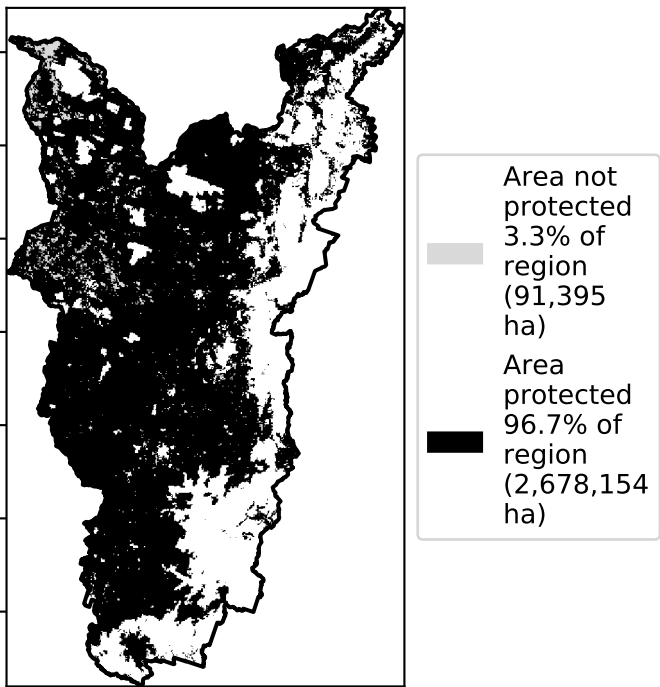 Area not
protected
3.3% of
region
(91,395
ha)
Area
protected
96.7% of
region
(2,678,154
ha)